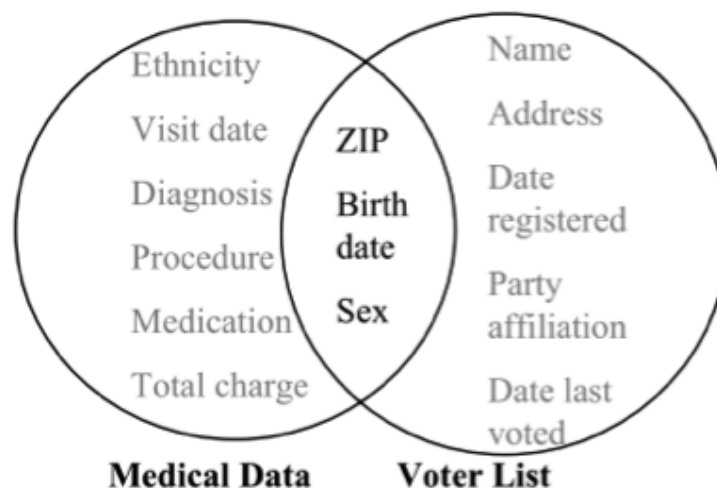 Ethnicity
Visit date
Diagnosis
Procedure
Medication
Total charge
ZIP
Birth
date
Sex
Name
Address
Date
registered
Party
affiliation
Date last
voted
Medical Data
Voter List